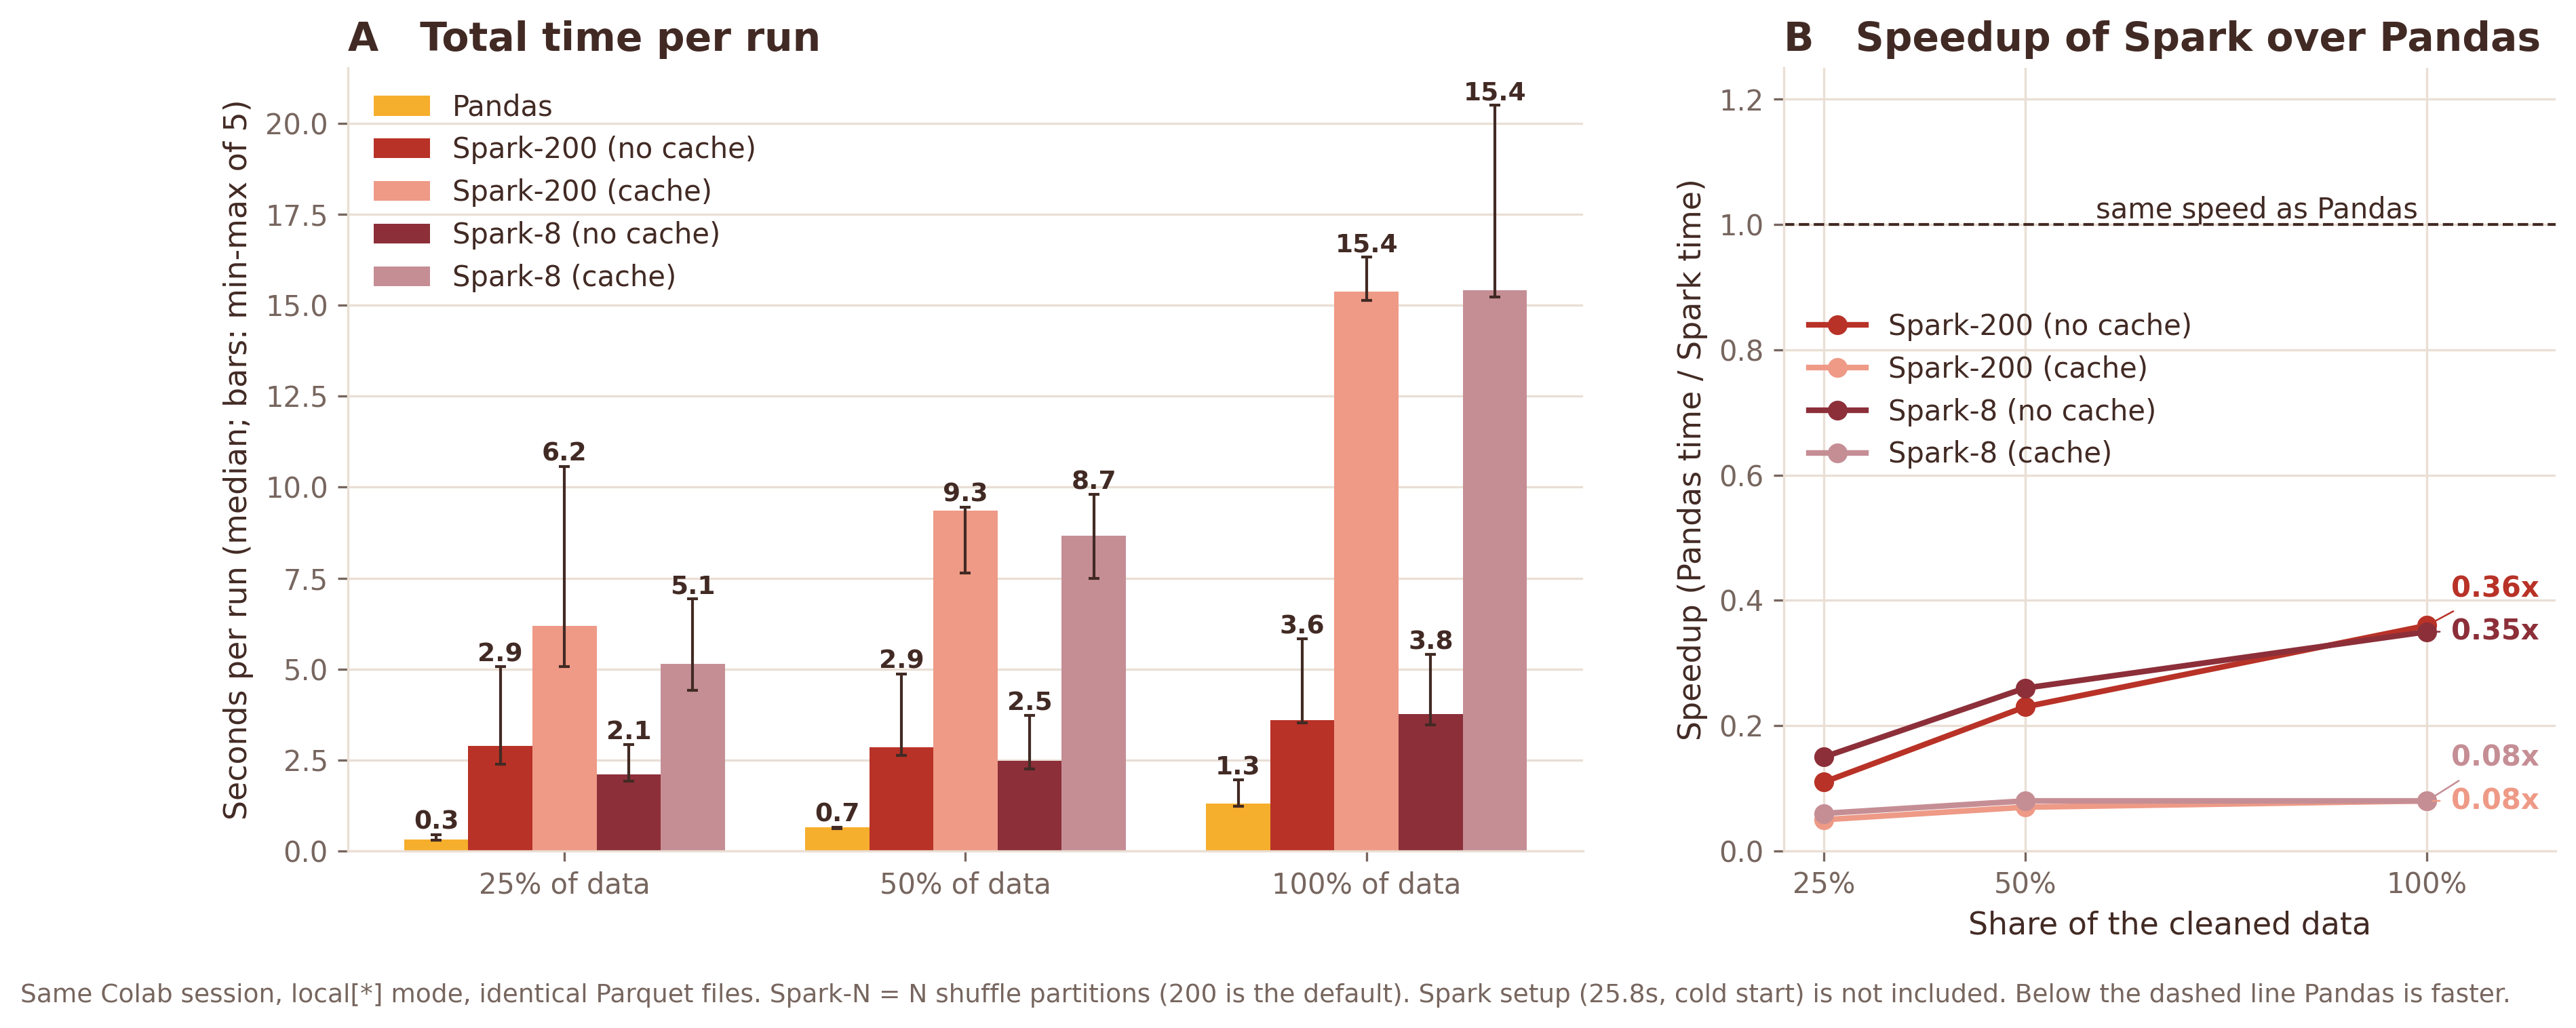 A Total time per run
Seconds per run (median; bars: min-max of 5)
20.0
17.5
15.0
12.5
10.0
7.5
5.0
2.5
0.0
Pandas
Spark-200 (no cache)
Spark-200 (cache)
Spark-8 (no cache)
Spark-8 (cache)
0.3
2.9
6.2
2.1
5.1
0.7
2.9
9.3
2.5
8.7
1.3
3.6
15.4
3.8
15.4
25% of data
50% of data
100% of data
B Speedup of Spark over Pandas
Speedup (Pandas time / Spark time)
1.2
1.0
0.8
0.6
0.4
0.2
0.0
same speed as Pandas
Spark-200 (no cache)
Spark-200 (cache)
Spark-8 (no cache)
Spark-8 (cache)
0.36x
0.35x
0.08x
0.08x
25%
50%
100%
Share of the cleaned data
Same Colab session, local[*] mode, identical Parquet files. Spark-N = N shuffle partitions (200 is the default). Spark setup (25.8s, cold start) is not included. Below the dashed line Pandas is faster.